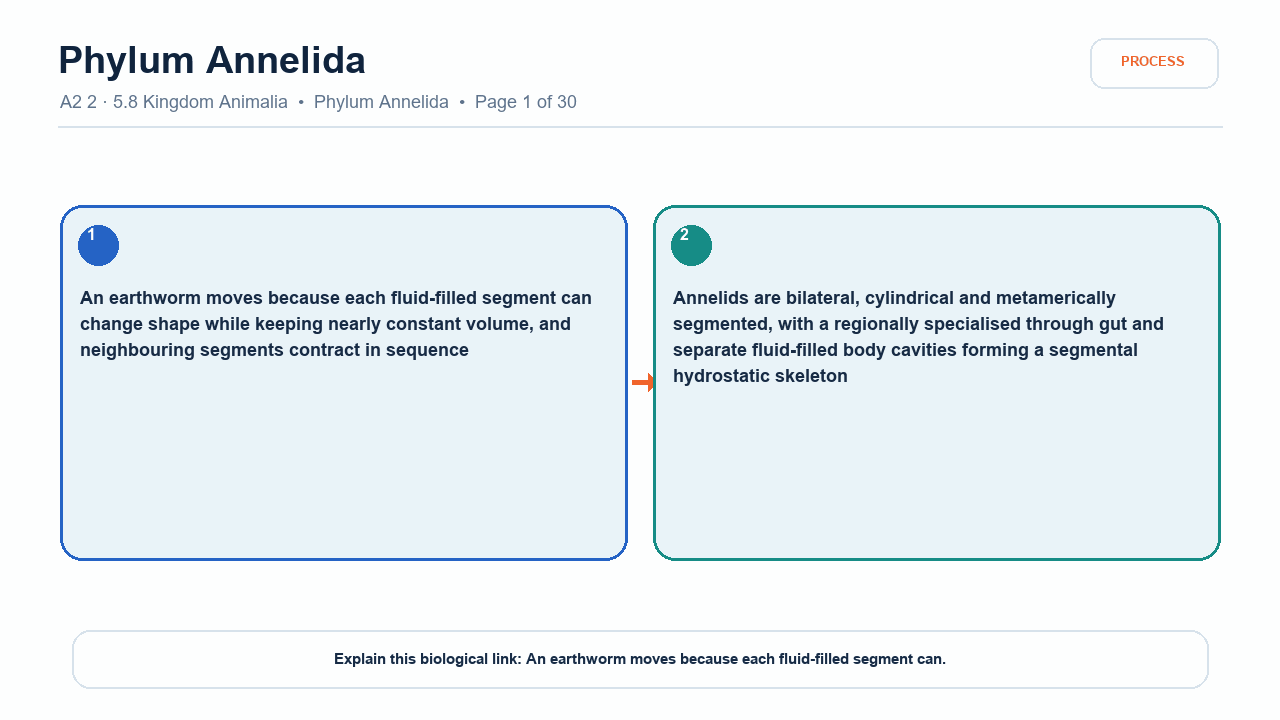 Phylum Annelida
PROCESS
A2 2 · 5.8 Kingdom Animalia • Phylum Annelida • Page 1 of 30
1
An earthworm moves because each fluid-filled segment can
change shape while keeping nearly constant volume, and
neighbouring segments contract in sequence
2
Annelids are bilateral, cylindrical and metamerically
segmented, with a regionally specialised through gut and
separate fluid-filled body cavities forming a segmental
hydrostatic skeleton
Explain this biological link: An earthworm moves because each fluid-filled segment can.